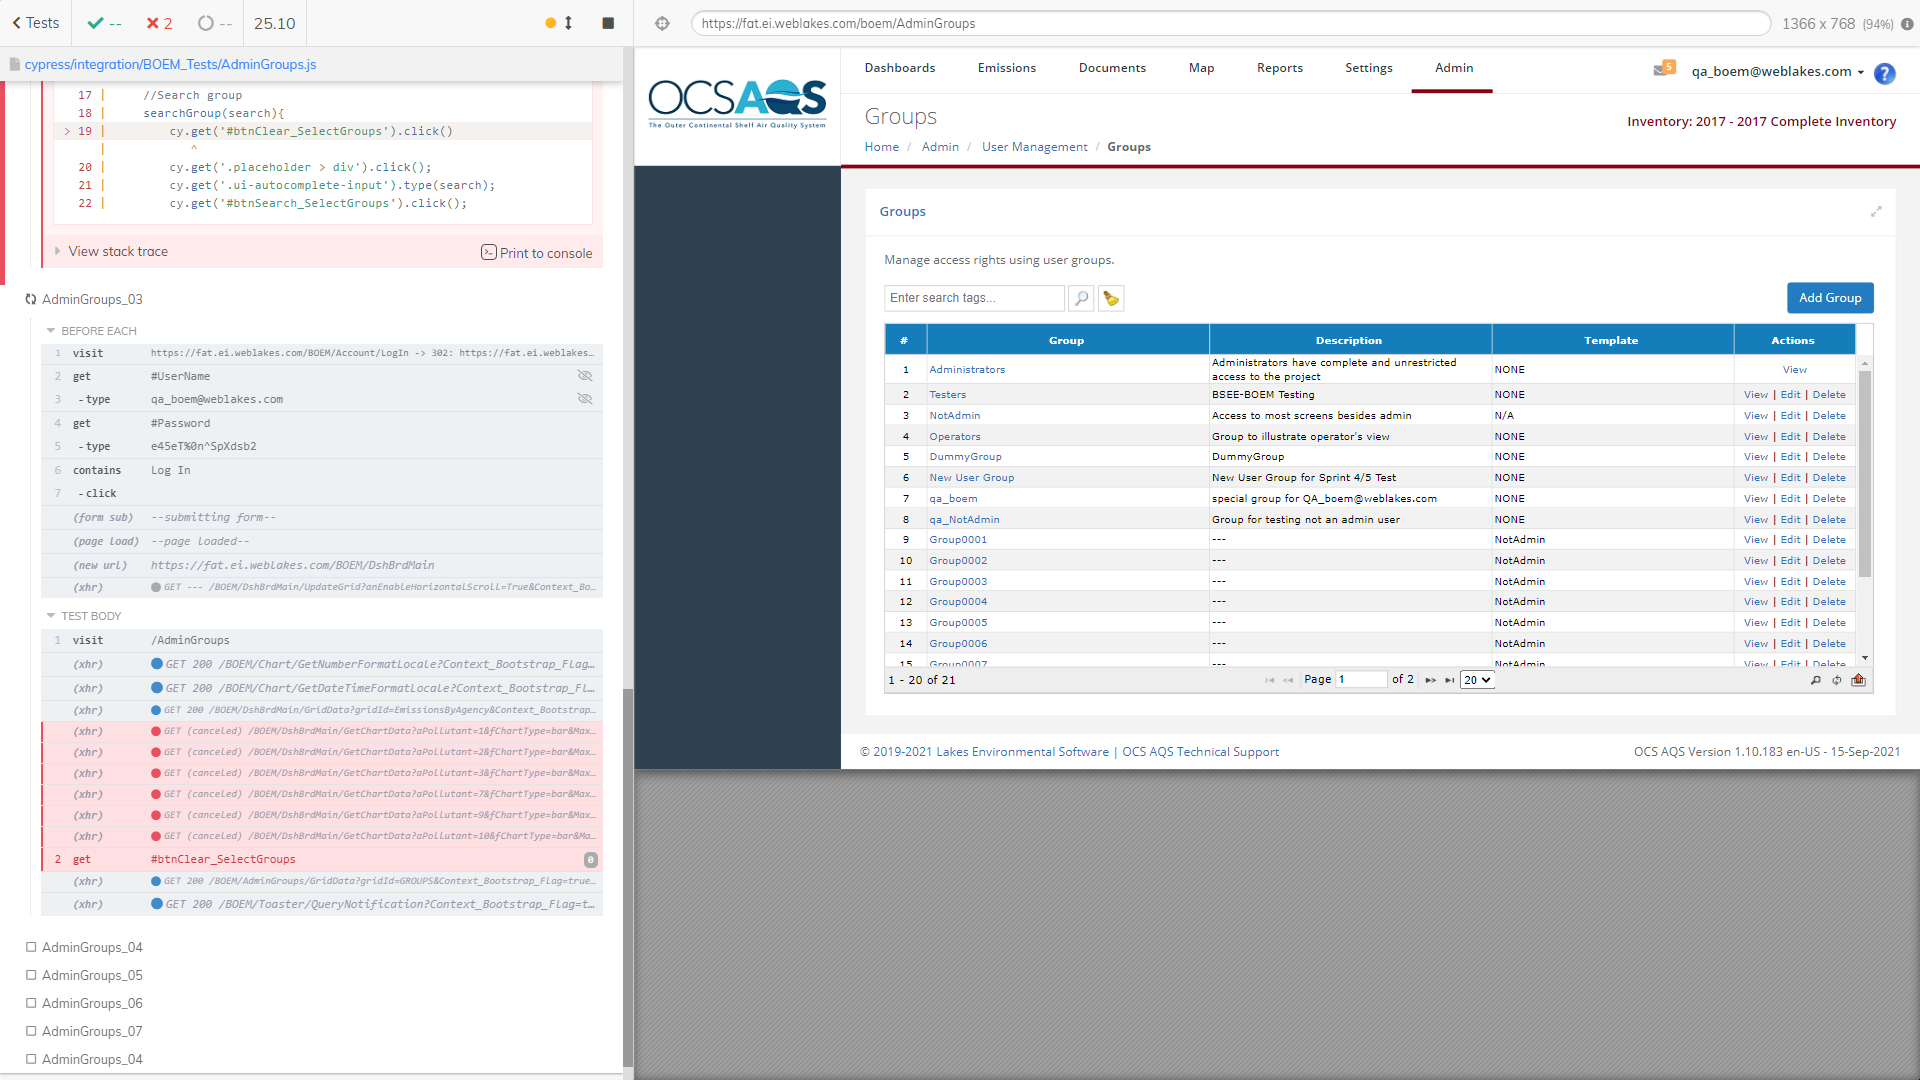 Tests
--
2
--
25.10
cypress/integration/BOEM_Tests/AdminGroups.js
17 | //Search group
18 | searchGroup(search){
> 19 | cy.get('#btnClear_SelectGroups').click()
| ^
20 | cy.get('.placeholder > div').click();
21 | cy.get('.ui-autocomplete-input').type(search);
22 | cy.get('#btnSearch_SelectGroups').click();
View stack trace
Print to console
AdminGroups_03
BEFORE EACH
1 visit https://fat.ei.weblakes.com/BOEM/Account/LogIn -> 302: https://fat.ei.weblakes...
2 get #UserName
3 -type qa_boem@weblakes.com
4 get #Password
5 -type e45eT%0n^SpXdsb2
6 contains Log In
7 -click
(form sub) --submitting form--
(page load) --page loaded--
(new url) https://fat.ei.weblakes.com/BOEM/DshBrdMain
(xhr) GET --- /BOEM/DshBrdMain/UpdateGrid?anEnableHorizontalScroll=True&Context_Bo...
TEST BODY
1 visit /AdminGroups
(xhr) GET 200 /BOEM/Chart/GetNumberFormatLocale?Context_Bootstrap_Flag...
(xhr) GET 200 /BOEM/Chart/GetDateTimeFormatLocale?Context_Bootstrap_Fl...
(xhr) GET 200 /BOEM/DshBrdMain/GridData?gridId=EmissionsByAgency&Context_Bootstrap...
(xhr) GET (canceled) /BOEM/DshBrdMain/GetChartData?aPollutant=1&fChartType=bar&Max...
(xhr) GET (canceled) /BOEM/DshBrdMain/GetChartData?aPollutant=2&fChartType=bar&Max...
(xhr) GET (canceled) /BOEM/DshBrdMain/GetChartData?aPollutant=3&fChartType=bar&Max...
(xhr) GET (canceled) /BOEM/DshBrdMain/GetChartData?aPollutant=7&fChartType=bar&Max...
(xhr) GET (canceled) /BOEM/DshBrdMain/GetChartData?aPollutant=9&fChartType=bar&Max...
(xhr) GET (canceled) /BOEM/DshBrdMain/GetChartData?aPollutant=10&fChartType=bar&Ma...
2 get #btnClear_SelectGroups 0
(xhr) GET 200 /BOEM/AdminGroups/GridData?gridId=GROUPS&Context_Bootstrap_Flag=true...
(xhr) GET 200 /BOEM/Toaster/QueryNotification?Context_Bootstrap_Flag=t...
AdminGroups_04
AdminGroups_05
AdminGroups_06
AdminGroups_07
AdminGroups_04
https://fat.ei.weblakes.com/boem/AdminGroups
1366 x 768 (94%)
OCSAQS
The Outer Continental Shelf Air Quality System
Dashboards Emissions Documents Map Reports Settings Admin
5
qa_boem@weblakes.com
?
Groups
Inventory: 2017 - 2017 Complete Inventory
Home / Admin / User Management / Groups
Groups
Manage access rights using user groups.
Enter search tags...
Add Group
# Group Description Template Actions
1 Administrators Administrators have complete and unrestricted access to the project NONE View
2 Testers BSEE-BOEM Testing NONE View | Edit | Delete
3 NotAdmin Access to most screens besides admin N/A View | Edit | Delete
4 Operators Group to illustrate operator's view NONE View | Edit | Delete
5 DummyGroup DummyGroup NONE View | Edit | Delete
6 New User Group New User Group for Sprint 4/5 Test NONE View | Edit | Delete
7 qa_boem special group for QA_boem@weblakes.com NONE View | Edit | Delete
8 qa_NotAdmin Group for testing not an admin user NONE View | Edit | Delete
9 Group0001 --- NotAdmin View | Edit | Delete
10 Group0002 --- NotAdmin View | Edit | Delete
11 Group0003 --- NotAdmin View | Edit | Delete
12 Group0004 --- NotAdmin View | Edit | Delete
13 Group0005 --- NotAdmin View | Edit | Delete
14 Group0006 --- NotAdmin View | Edit | Delete
15 Group0007 --- NotAdmin View | Edit | Delete
1 - 20 of 21
Page 1 of 2
20
© 2019-2021 Lakes Environmental Software | OCS AQS Technical Support
OCS AQS Version 1.10.183 en-US - 15-Sep-2021